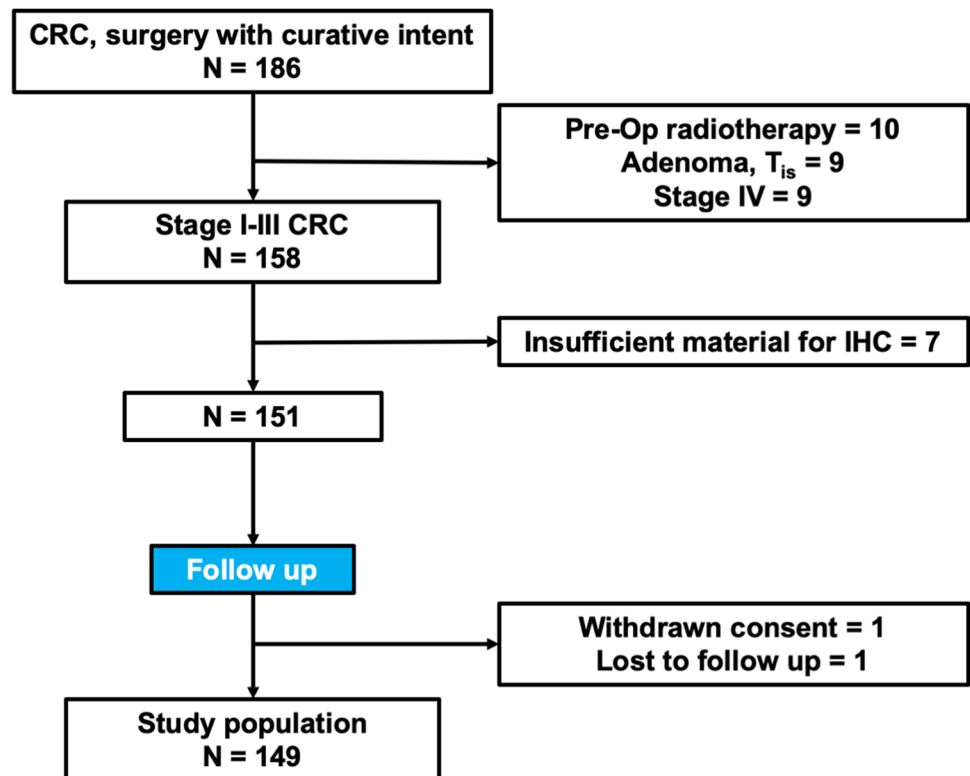 CRC, surgery with curative intent
N = 186
Pre-Op radiotherapy = 10
Adenoma, Tis = 9
Stage IV = 9
Stage I-III CRC
N = 158
Insufficient material for IHC = 7
N = 151
Follow up
Withdrawn consent = 1
Lost to follow up = 1
Study population
N = 149